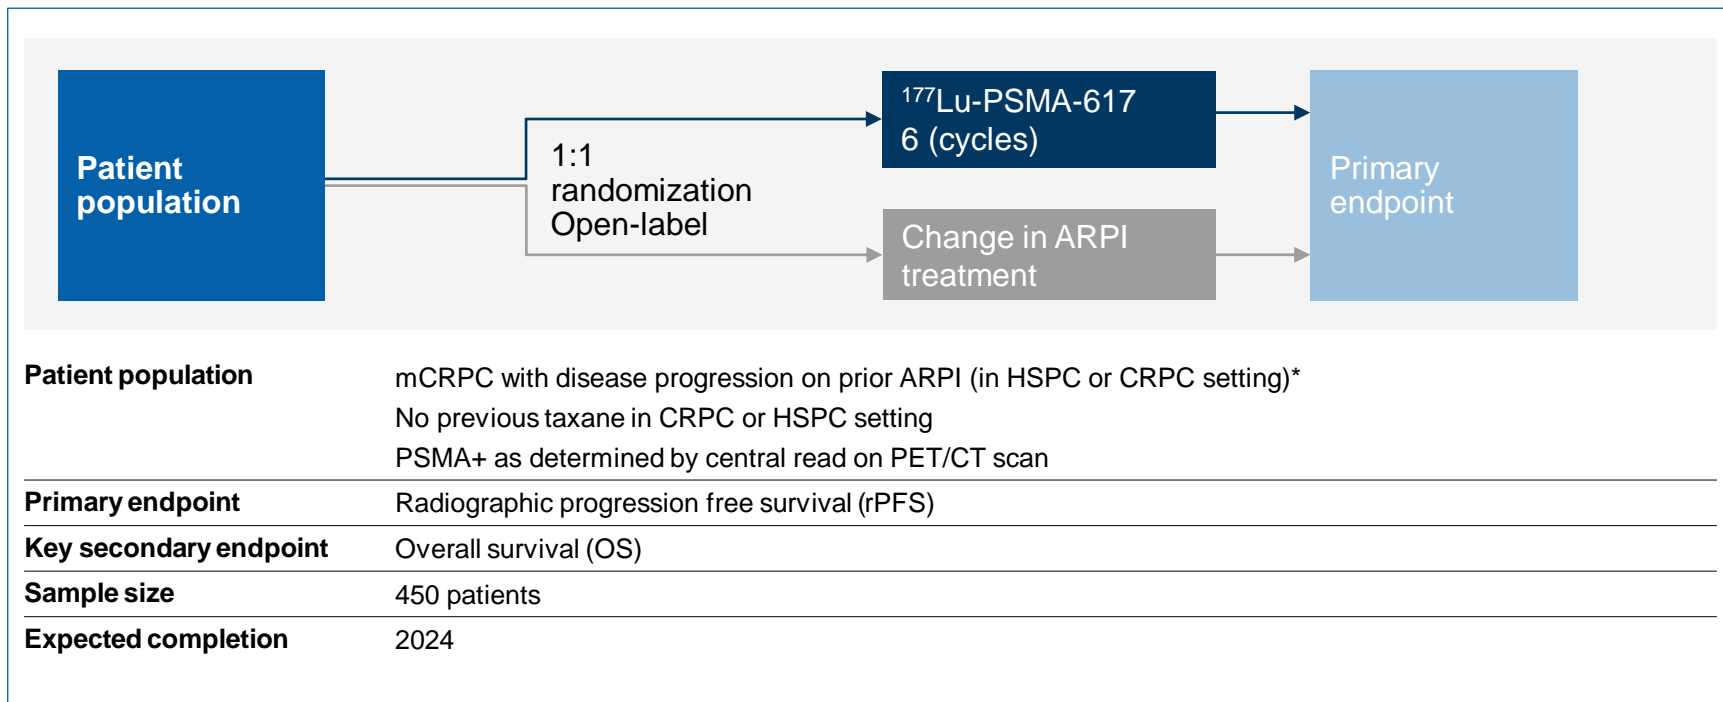 Patient
population
1:1
randomization
Open-label
¹⁷⁷Lu-PSMA-617
6 (cycles)
Change in ARPI
treatment
Primary
endpoint
Patient population
mCRPC with disease progression on prior ARPI (in HSPC or CRPC setting)*
No previous taxane in CRPC or HSPC setting
PSMA+ as determined by central read on PET/CT scan
Primary endpoint
Radiographic progression free survival (rPFS)
Key secondary endpoint
Overall survival (OS)
Sample size
450 patients
Expected completion
2024